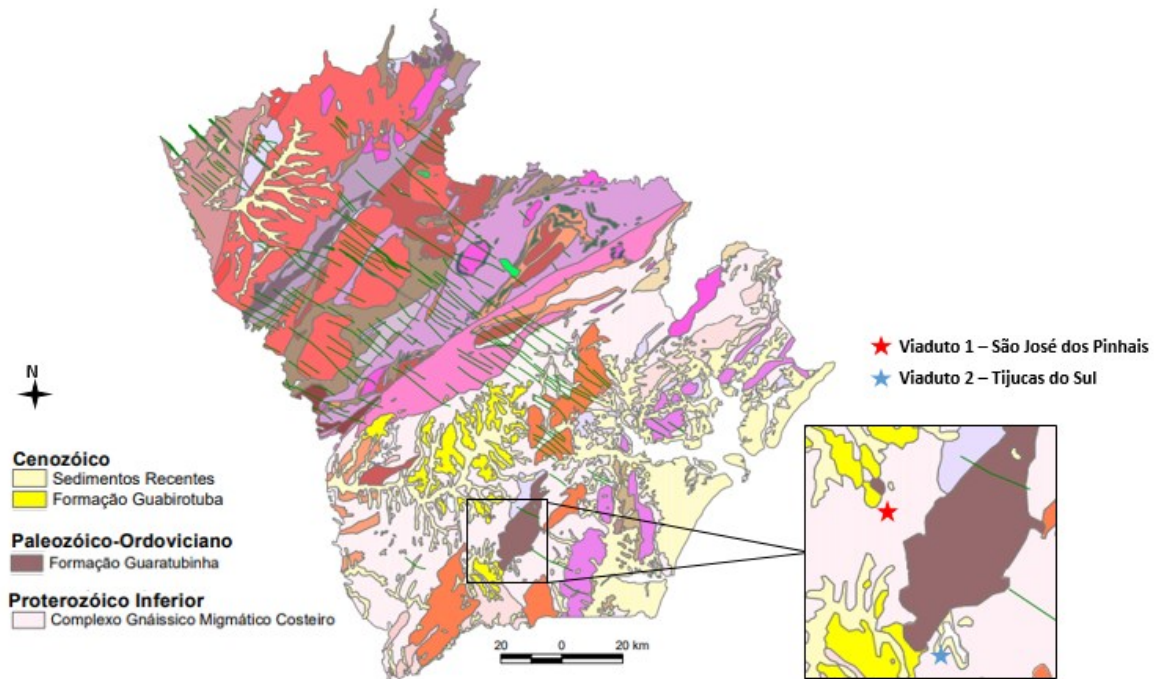 N
Cenozóico
Sedimentos Recentes
Formação Guabirotuba
Paleozóico-Ordoviciano
Formação Guaratubinha
Proterozóico Inferior
Complexo Gnáissico Migmático Costeiro
20 0 20 km
Viaduto 1 – São José dos Pinhais
Viaduto 2 – Tijucas do Sul